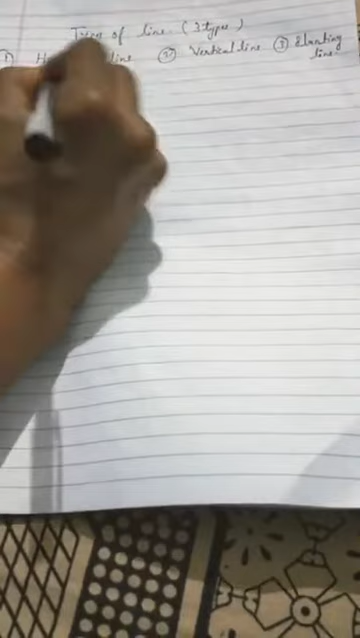 Types of line. (3 types)
① H line ② Vertical line ③ Slanting
line.